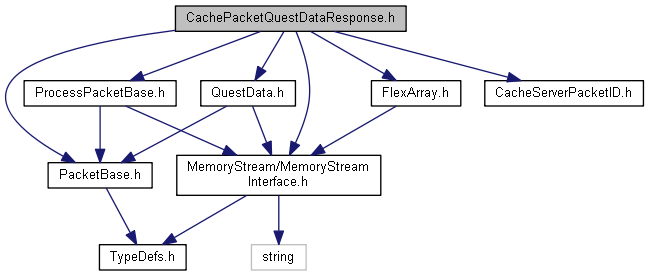 CachePacketQuestDataResponse.h
ProcessPacketBase.h
QuestData.h
FlexArray.h
CacheServerPacketID.h
PacketBase.h
MemoryStream/MemoryStream
Interface.h
TypeDefs.h
string